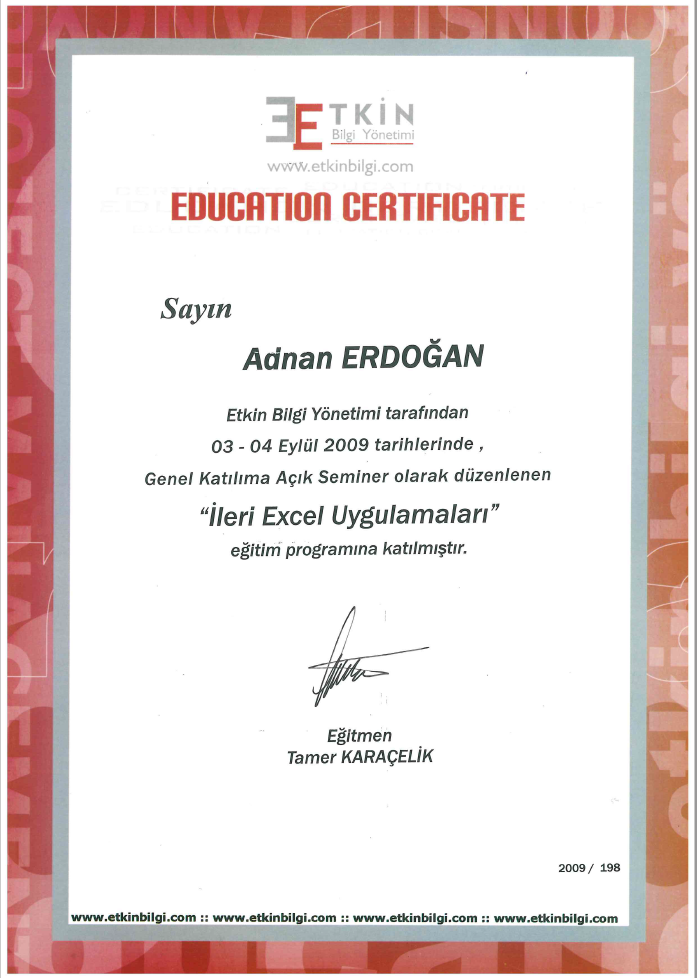 ETKİN
Bilgi Yönetimi
www.etkinbilgi.com
EDUCATION CERTIFICATE
Sayın
Adnan ERDOĞAN
Etkin Bilgi Yönetimi tarafından
03 - 04 Eylül 2009 tarihlerinde ,
Genel Katılıma Açık Seminer olarak düzenlenen
“İleri Excel Uygulamaları”
eğitim programına katılmıştır.
Eğitmen
Tamer KARAÇELİK
2009 / 198
www.etkinbilgi.com :: www.etkinbilgi.com :: www.etkinbilgi.com :: www.etkinbilgi.com